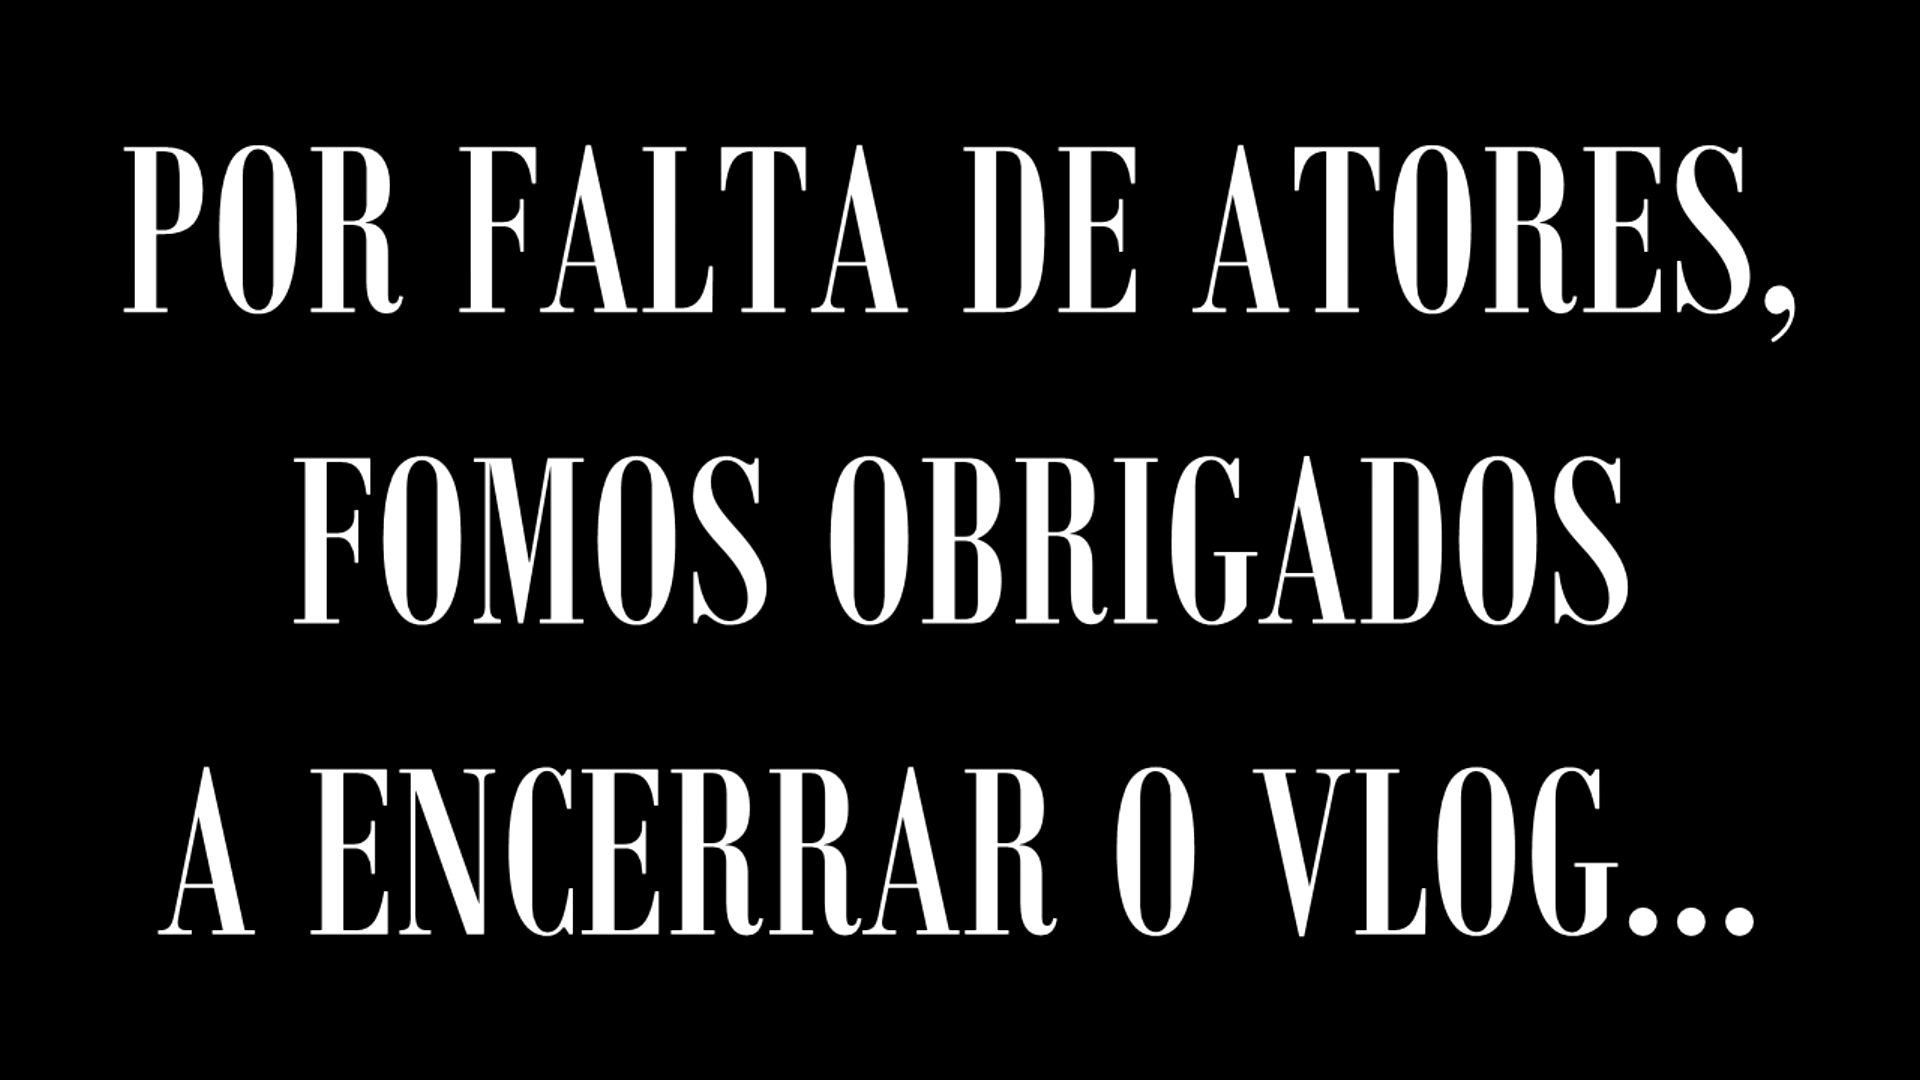 POR FALTA DE ATORES,
FOMOS OBRIGADOS
A ENCERRAR O VLOG...